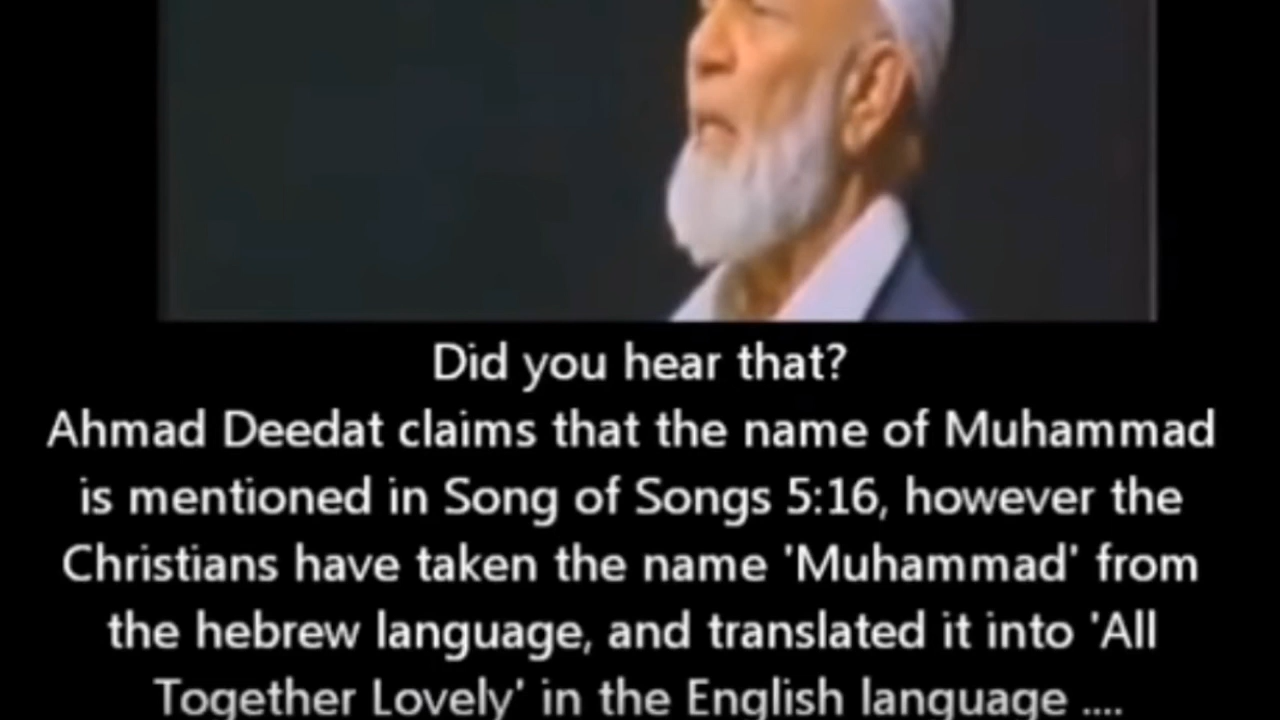 Did you hear that?
Ahmad Deedat claims that the name of Muhammad
is mentioned in Song of Songs 5:16, however the
Christians have taken the name 'Muhammad' from
the hebrew language, and translated it into 'All
Together Lovely' in the English language ....